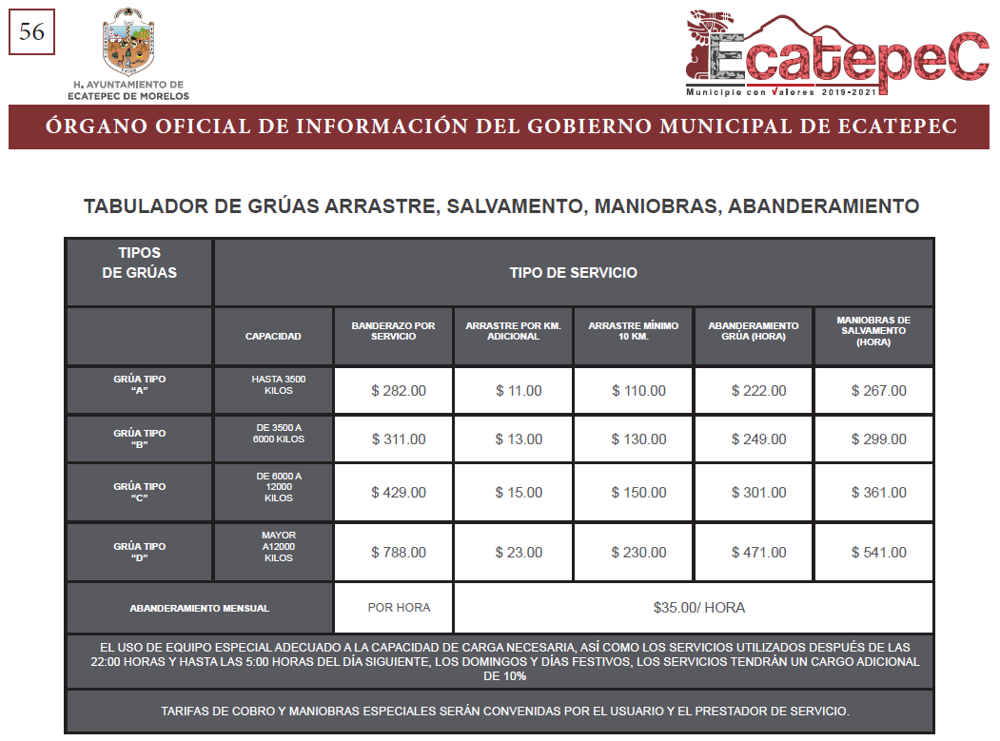 56
H. AYUNTAMIENTO DE
ECATEPEC DE MORELOS
EcatepeC
Municipio con Valores 2019-2021
ÓRGANO OFICIAL DE INFORMACIÓN DEL GOBIERNO MUNICIPAL DE ECATEPEC
TABULADOR DE GRÚAS ARRASTRE, SALVAMENTO, MANIOBRAS, ABANDERAMIENTO
TIPOS
DE GRÚAS
TIPO DE SERVICIO
CAPACIDAD
BANDERAZO POR
SERVICIO
ARRASTRE POR KM.
ADICIONAL
ARRASTRE MÍNIMO
10 KM.
ABANDERAMIENTO
GRÚA (HORA)
MANIOBRAS DE
SALVAMENTO
(HORA)
GRÚA TIPO
“A”
HASTA 3500
KILOS
$ 282.00
$ 11.00
$ 110.00
$ 222.00
$ 267.00
GRÚA TIPO
“B”
DE 3500 A
6000 KILOS
$ 311.00
$ 13.00
$ 130.00
$ 249.00
$ 299.00
GRÚA TIPO
“C”
DE 6000 A
12000
KILOS
$ 429.00
$ 15.00
$ 150.00
$ 301.00
$ 361.00
GRÚA TIPO
“D”
MAYOR
A12000
KILOS
$ 788.00
$ 23.00
$ 230.00
$ 471.00
$ 541.00
ABANDERAMIENTO MENSUAL
POR HORA
$35.00/ HORA
EL USO DE EQUIPO ESPECIAL ADECUADO A LA CAPACIDAD DE CARGA NECESARIA, ASÍ COMO LOS SERVICIOS UTILIZADOS DESPUÉS DE LAS
22:00 HORAS Y HASTA LAS 5:00 HORAS DEL DÍA SIGUIENTE, LOS DOMINGOS Y DÍAS FESTIVOS, LOS SERVICIOS TENDRÁN UN CARGO ADICIONAL
DE 10%
TARIFAS DE COBRO Y MANIOBRAS ESPECIALES SERÁN CONVENIDAS POR EL USUARIO Y EL PRESTADOR DE SERVICIO.